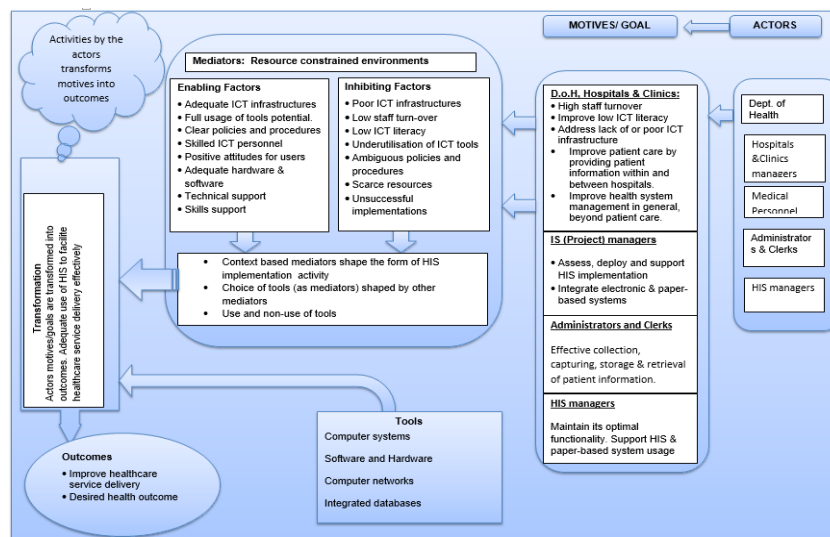 Activities by the
actors
transforms
motives into
outcomes
MOTIVES/ GOAL
ACTORS
Mediators: Resource constrained environments
Enabling Factors
• Adequate ICT infrastructures
• Full usage of tools potential.
• Clear policies and procedures
• Skilled ICT personnel
• Positive attitudes for users
• Adequate hardware &
software
• Technical support
• Skills support
Inhibiting Factors
• Poor ICT infrastructures
• Low staff turn-over
• Low ICT literacy
• Underutilisation of ICT tools
• Ambiguous policies and
procedures
• Scarce resources
• Unsuccessful
implementations
• Context based mediators shape the form of HIS
implementation activity
• Choice of tools (as mediators) shaped by other
mediators
• Use and non-use of tools
D.o.H, Hospitals & Clinics:
• High staff turnover
• Improve low ICT literacy
• Address lack of or poor ICT
infrastructure
• Improve patient care by
providing patient
information within and
between hospitals.
• Improve health system
management in general,
beyond patient care.
IS (Project) managers
• Assess, deploy and support
HIS implementation
• Integrate electronic & paper-
based systems
Administrators and Clerks
Effective collection,
capturing, storage & retrieval
of patient information.
HIS managers
Maintain its optimal
functionality. Support HIS &
paper-based system usage
Dept. of
Health
Hospitals
&Clinics
managers
Medical
Personnel
Administrator
s & Clerks
HIS managers
Transformation
Actors motives/goals are transformed into
outcomes. Adequate use of HIS to facilite
healthcare service delivery effectively
Outcomes
• Improve healthcare
service delivery
• Desired health outcome
Tools
Computer systems
Software and Hardware
Computer networks
Integrated databases